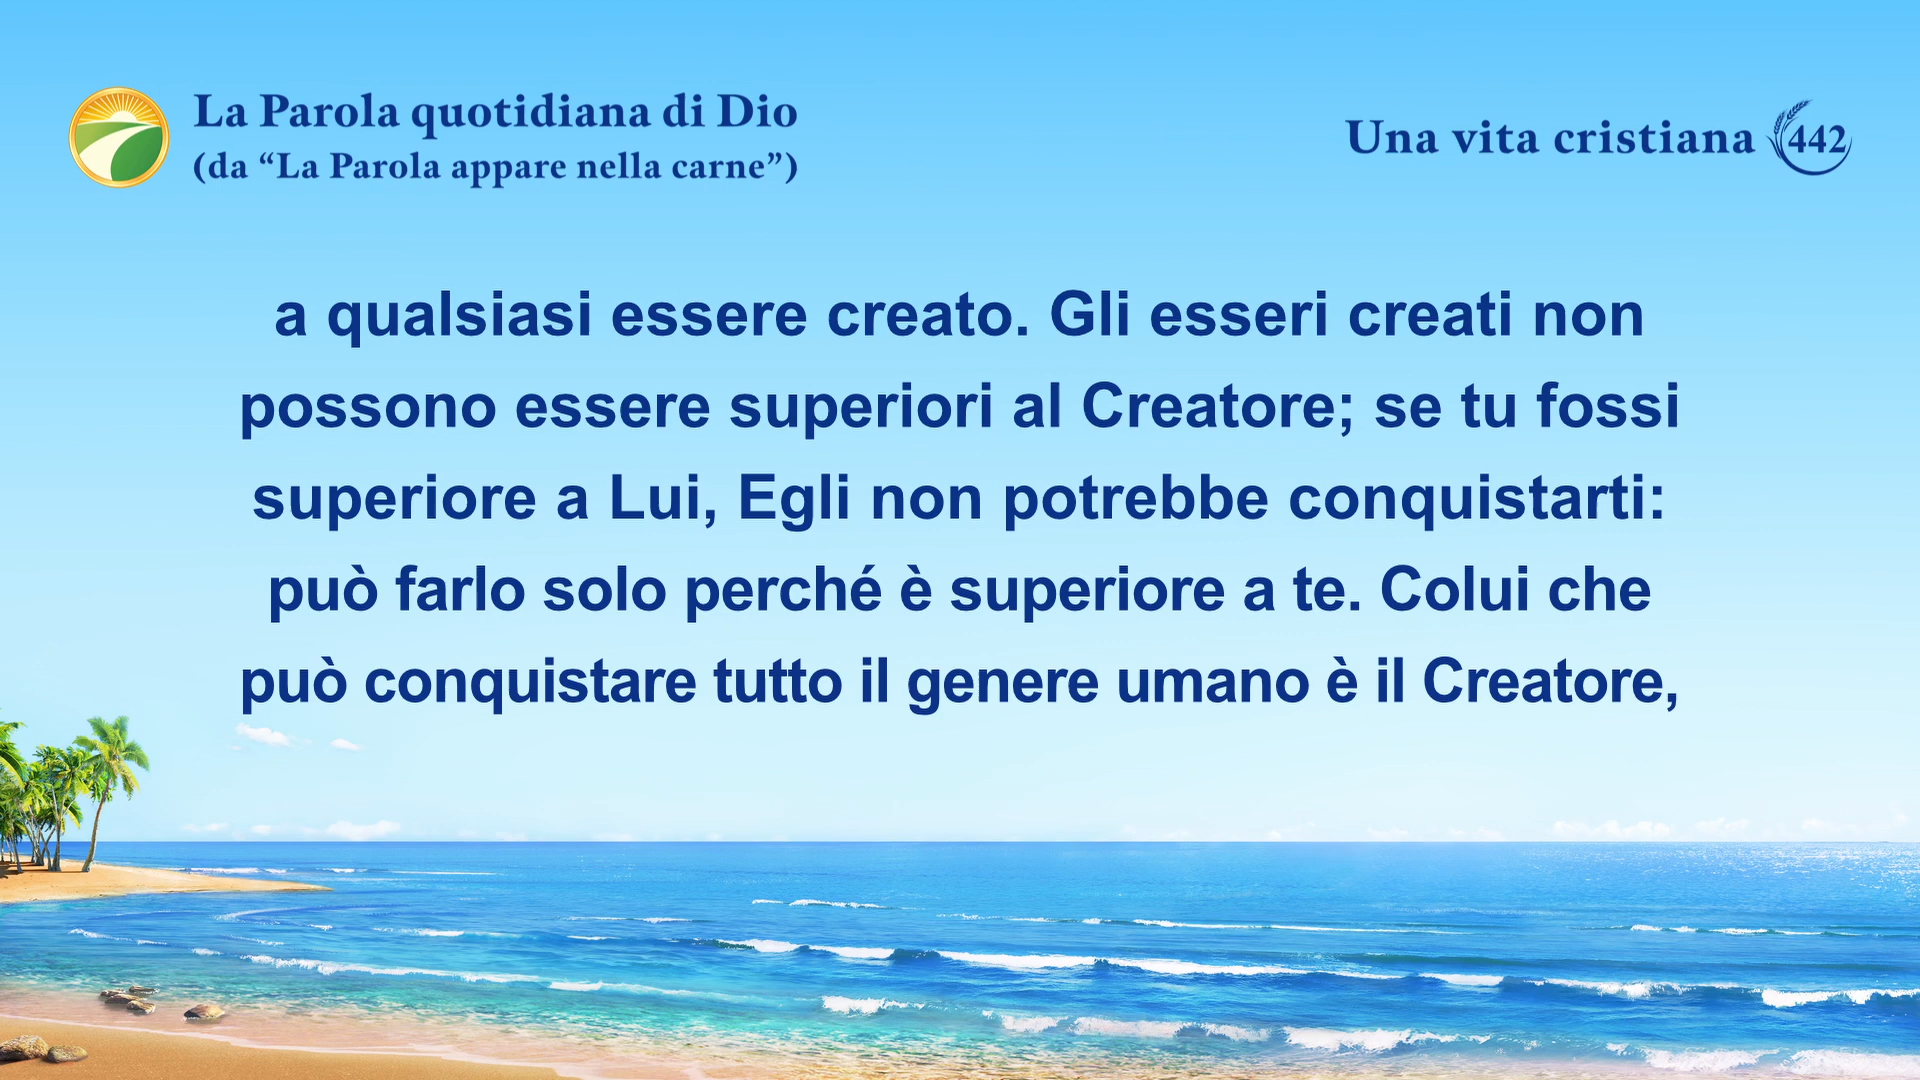 La Parola quotidiana di Dio
(da “La Parola appare nella carne”)
Una vita cristiana 442
a qualsiasi essere creato. Gli esseri creati non
possono essere superiori al Creatore; se tu fossi
superiore a Lui, Egli non potrebbe conquistarti:
può farlo solo perché è superiore a te. Colui che
può conquistare tutto il genere umano è il Creatore,